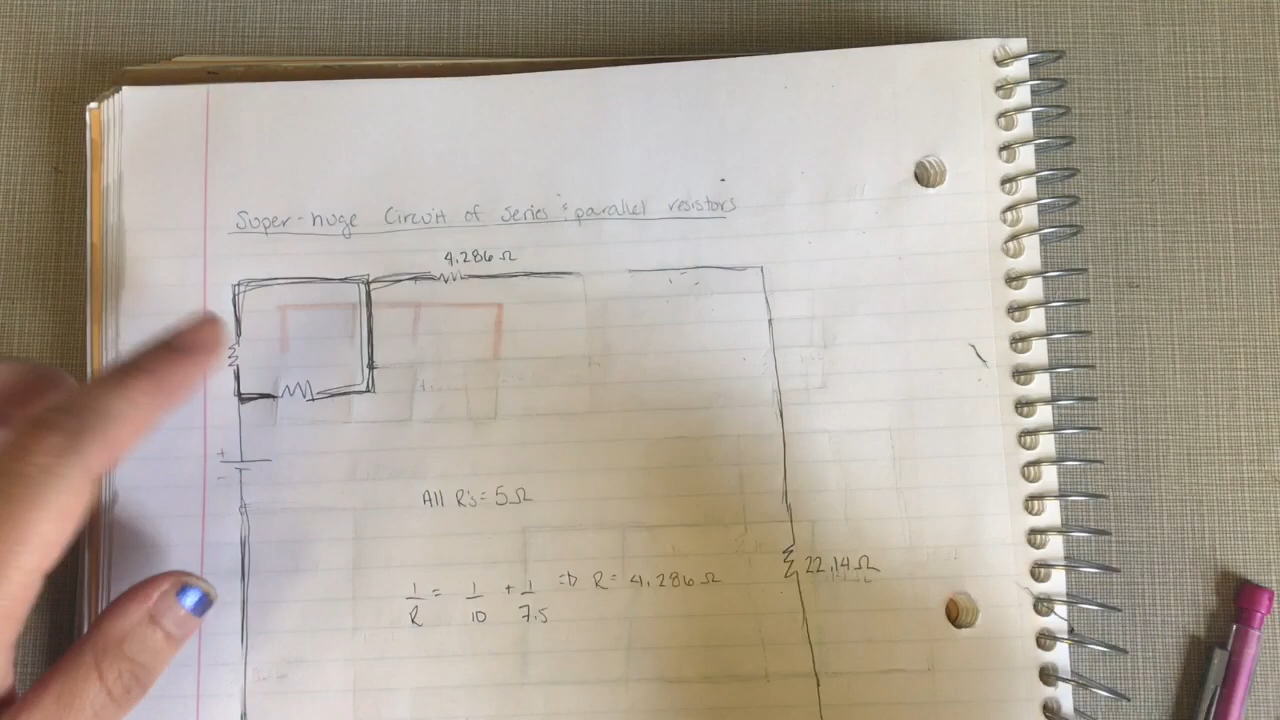 Super-huge Circuit of Series & parallel resistors
4.286 Ω
+
-
All R's = 5Ω
22.14 Ω
1/R = 1/10 + 1/7.5 => R = 4.286 Ω